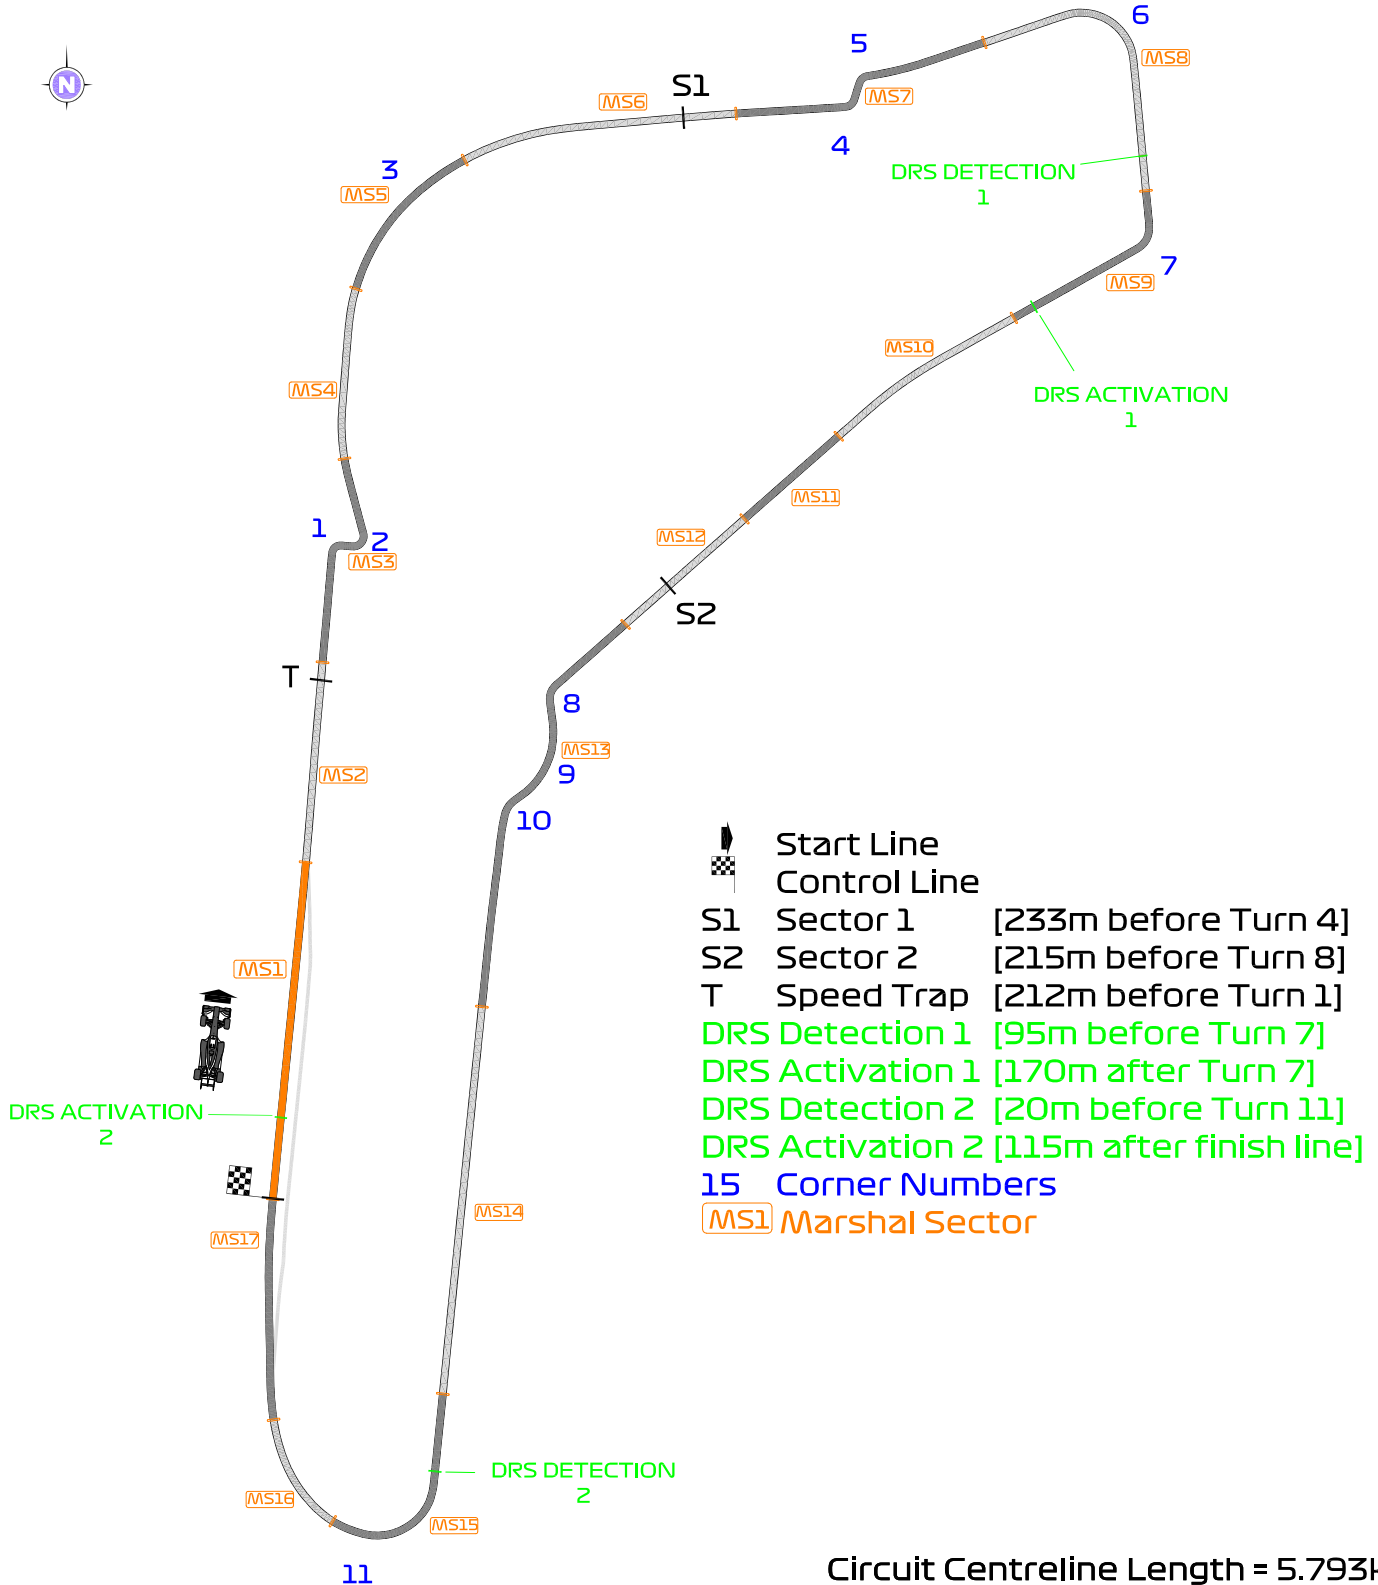 6
5
MS8
S1
MS6
MS7
N
4
3
DRS DETECTION
1
MS5
7
MS9
MS10
MS4
DRS ACTIVATION
1
MS11
1
2
MS12
MS3
S2
T
8
MS13
MS2
9
10
Start Line
Control Line
S1 Sector 1 [233m before Turn 4]
S2 Sector 2 [215m before Turn 8]
T Speed Trap [212m before Turn 1]
DRS Detection 1 [95m before Turn 7]
DRS Activation 1 [170m after Turn 7]
DRS Detection 2 [20m before Turn 11]
DRS Activation 2 [115m after finish line]
15 Corner Numbers
MS1 Marshal Sector
MS1
DRS ACTIVATION
2
MS14
MS17
DRS DETECTION
2
MS16
MS15
11
Circuit Centreline Length = 5.793k